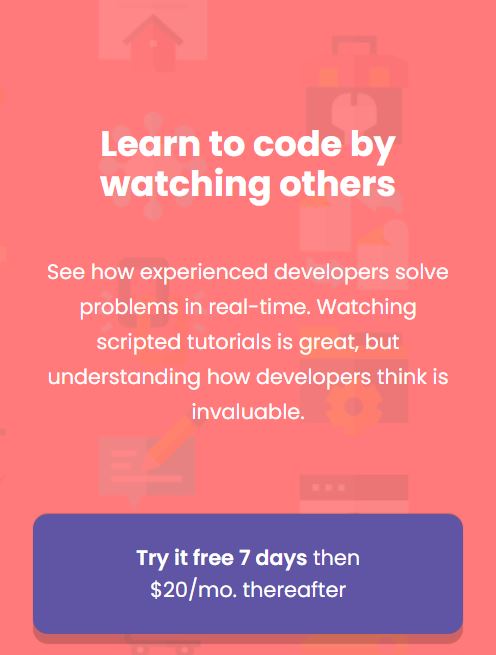 Learn to code by
watching others
See how experienced developers solve
problems in real-time. Watching
scripted tutorials is great, but
understanding how developers think is
invaluable.
Try it free 7 days then
$20/mo. thereafter